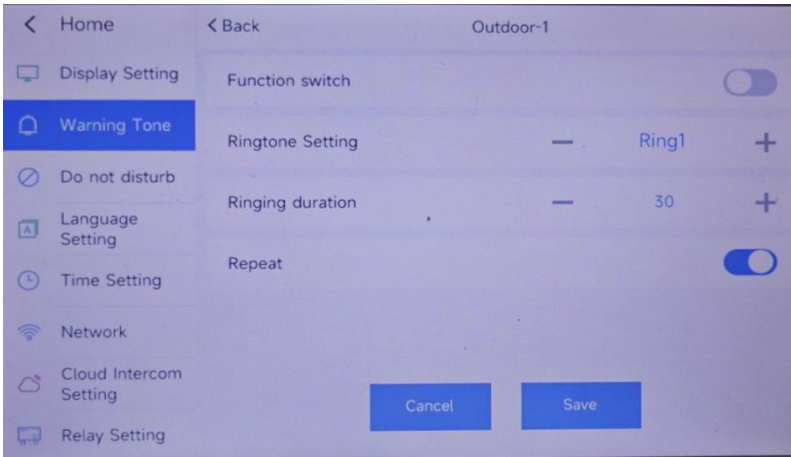 Home
Back
Outdoor-1
Display Setting
Warning Tone
Do not disturb
Language
Setting
Time Setting
Network
Cloud Intercom
Setting
Relay Setting
Function switch
Ringtone Setting
Ring1
Ringing duration
30
Repeat
Cancel
Save